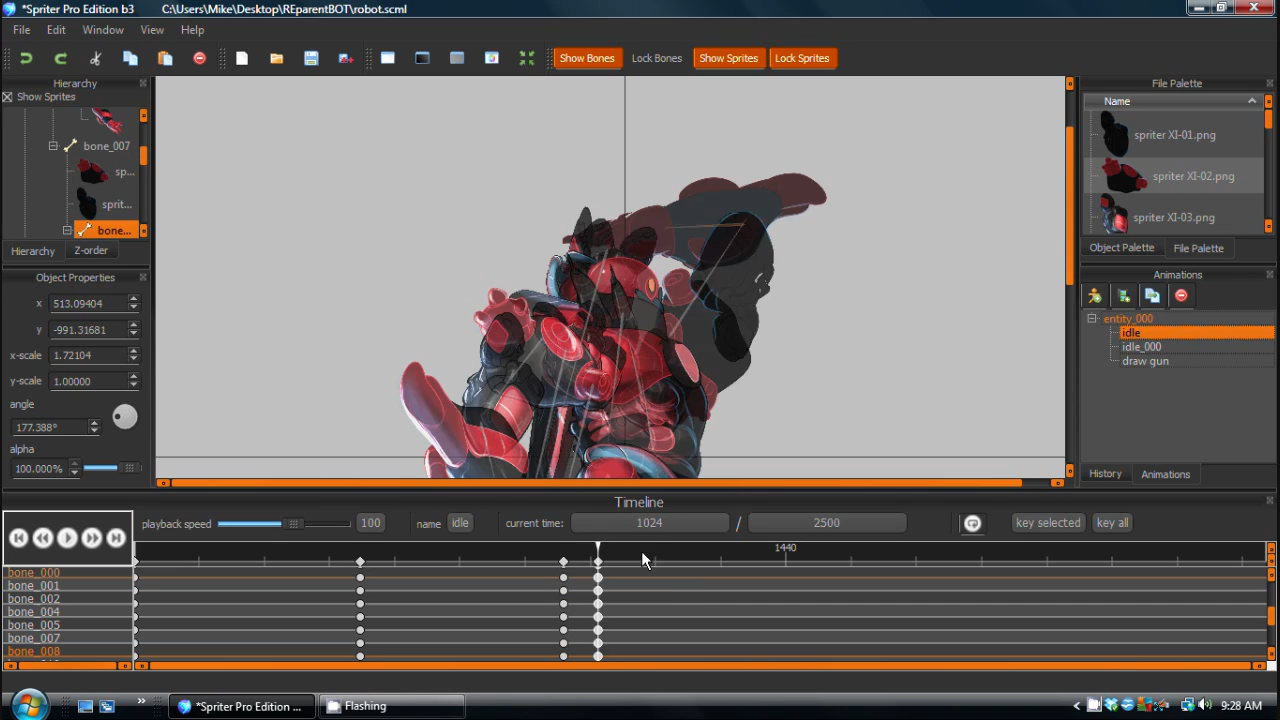 *Spriter Pro Edition b3 C:\Users\Mike\Desktop\REparentBOT\robot.scml
File Edit Window View Help
Show Bones Lock Bones Show Sprites Lock Sprites
Hierarchy
Show Sprites
bone_007
sp...
sprit...
bone...
Hierarchy Z-order
Object Properties
x 513.09404
y -991.31681
x-scale 1.72104
y-scale 1.00000
angle
177.388°
alpha
100.000%
File Palette
Name
spriter XI-01.png
spriter XI-02.png
spriter XI-03.png
Object Palette File Palette
Animations
entity_000
idle
idle_000
draw gun
History Animations
Timeline
playback speed 100 name idle current time: 1024 / 2500 key selected key all
1440
bone_000
bone_001
bone_002
bone_004
bone_005
bone_007
bone_008
*Spriter Pro Edition ... Flashing 9:28 AM